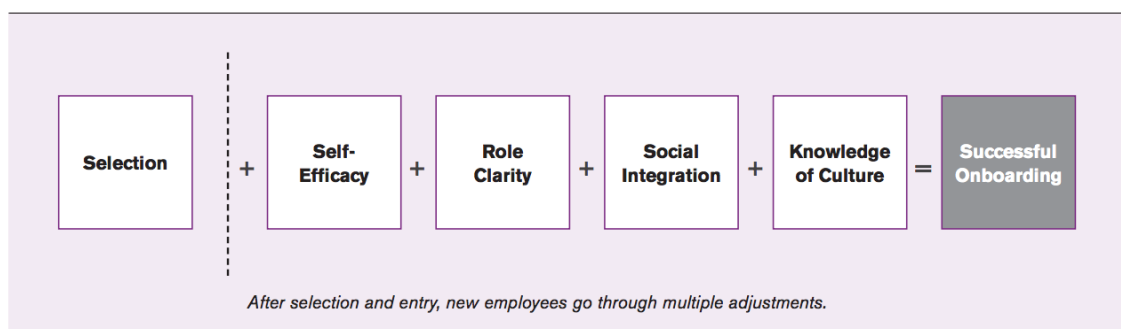 Selection
+
Self-
Efficacy
+
Role
Clarity
+
Social
Integration
+
Knowledge
of Culture
=
Successful
Onboarding
After selection and entry, new employees go through multiple adjustments.